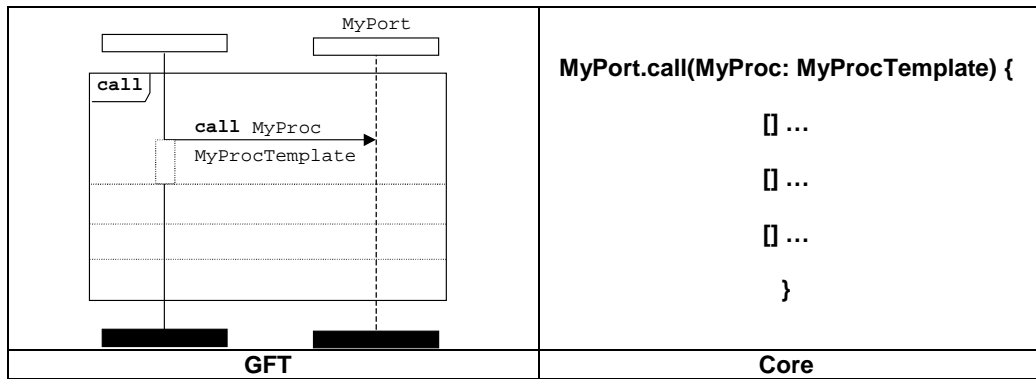 MyPort
call
call MyProc
MyProcTemplate
GFT
MyPort.call(MyProc: MyProcTemplate) {
[] …
[] …
[] …
}
Core